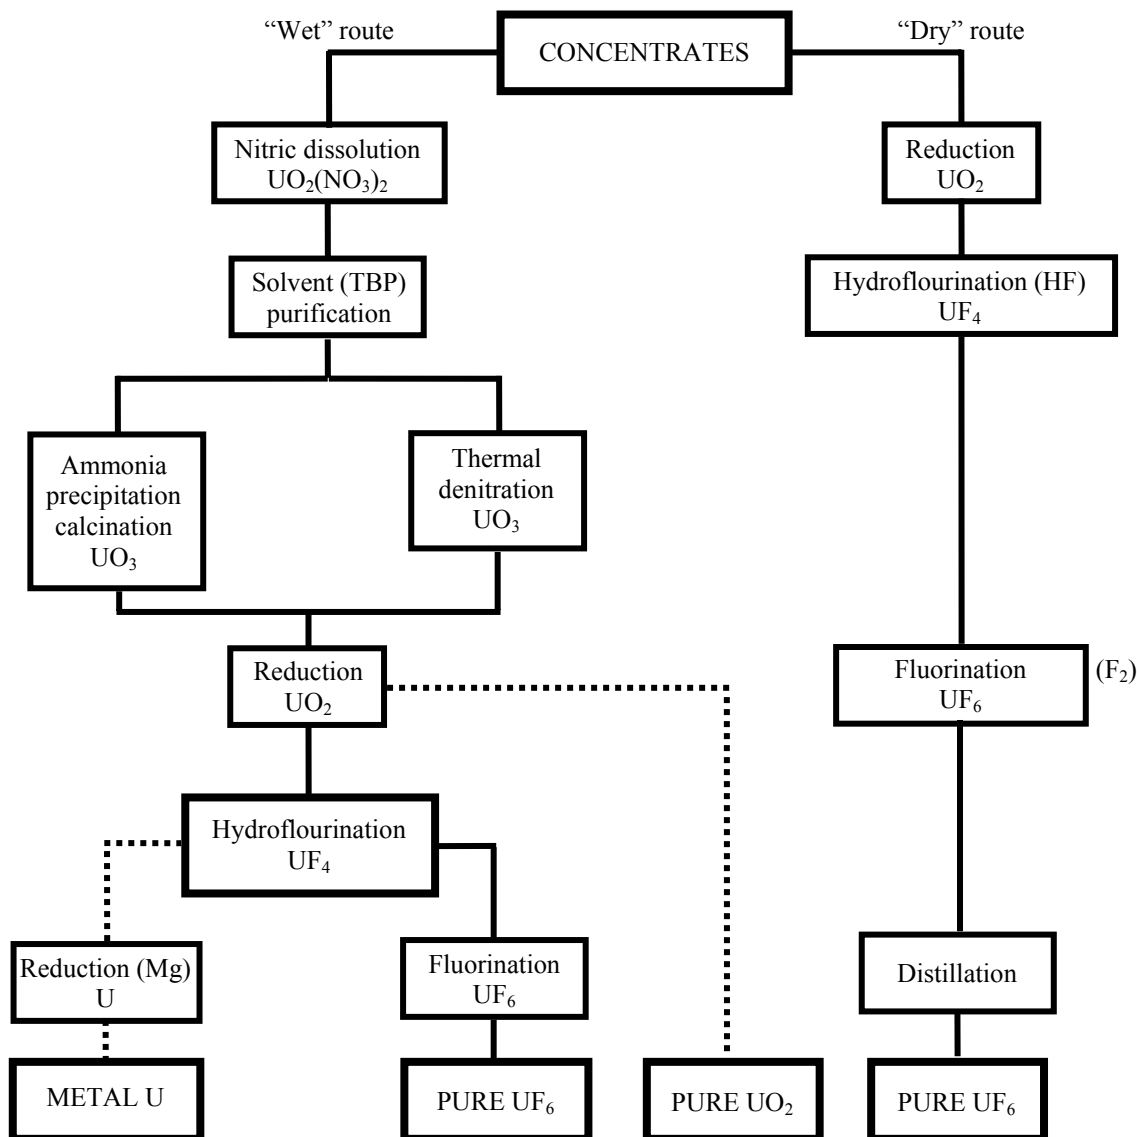 “Wet” route
CONCENTRATES
“Dry” route
Nitric dissolution
UO₂(NO₃)₂
Reduction
UO₂
Solvent (TBP)
purification
Hydroflourination (HF)
UF₄
Ammonia
precipitation
calcination
UO₃
Thermal
denitration
UO₃
Reduction
UO₂
Fluorination
UF₆
(F₂)
Hydroflourination
UF₄
Reduction (Mg)
U
Fluorination
UF₆
Distillation
METAL U
PURE UF₆
PURE UO₂
PURE UF₆